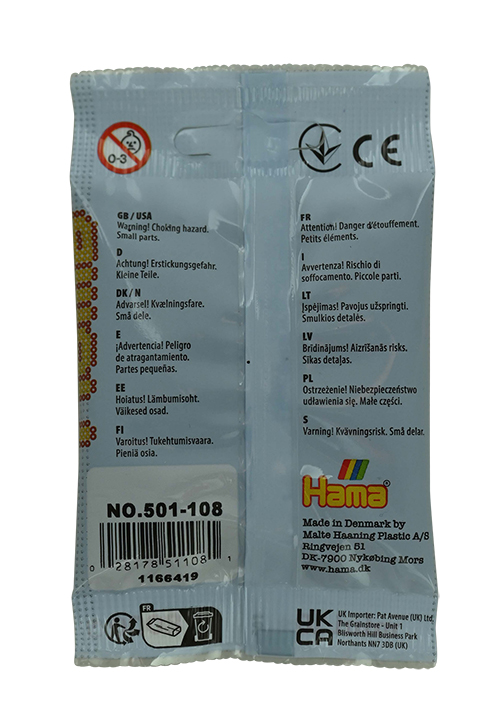 0-3
CE
GB / USA
Warning! Choking hazard.
Small parts.
D
Achtung! Erstickungsgefahr.
Kleine Teile.
DK / N
Advarsel! Kvælningsfare.
Små dele.
E
¡Advertencia! Peligro
de atragantamiento.
Partes pequeñas.
EE
Hoiatus! Lämbumisoht.
Väikesed osad.
FI
Varoitus! Tukehtumisvaara.
Pieniä osia.
FR
Attention! Danger d'étouffement.
Petits éléments.
I
Avvertenza! Rischio di
soffocamento. Piccole parti.
LT
Įspėjimas! Pavojus užspringti.
Smulkios detalės.
LV
Brīdinājums! Aizrīšanās risks.
Sīkas detaļas.
PL
Ostrzeżenie! Niebezpieczeństwo
udławienia się. Małe części.
S
Varning! Kvävningsrisk. Små delar.
NO.501-108
0 28178 51108 1
1166419
Hama®
Made in Denmark by
Malte Haaning Plastic A/S
Ringvejen 51
DK-7900 Nykøbing Mors
www.hama.dk
FR
UK
CA
UK Importer: Pat Avenue (UK) Ltd
The Grainstore - Unit 1
Blisworth Hill Business Park
Northants NN7 3DB (UK)